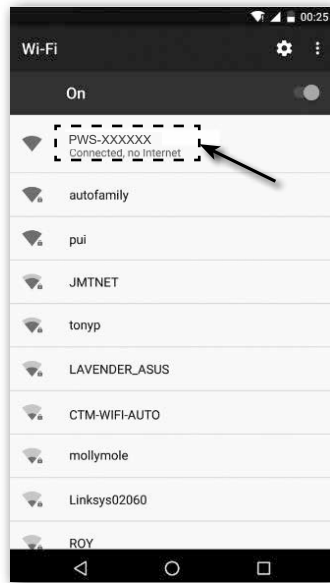 00:25
Wi-Fi
On
PWS-XXXXXX
Connected, no Internet
autofamily
pui
JMTNET
tonyp
LAVENDER_ASUS
CTM-WIFI-AUTO
mollymole
Linksys02060
ROY